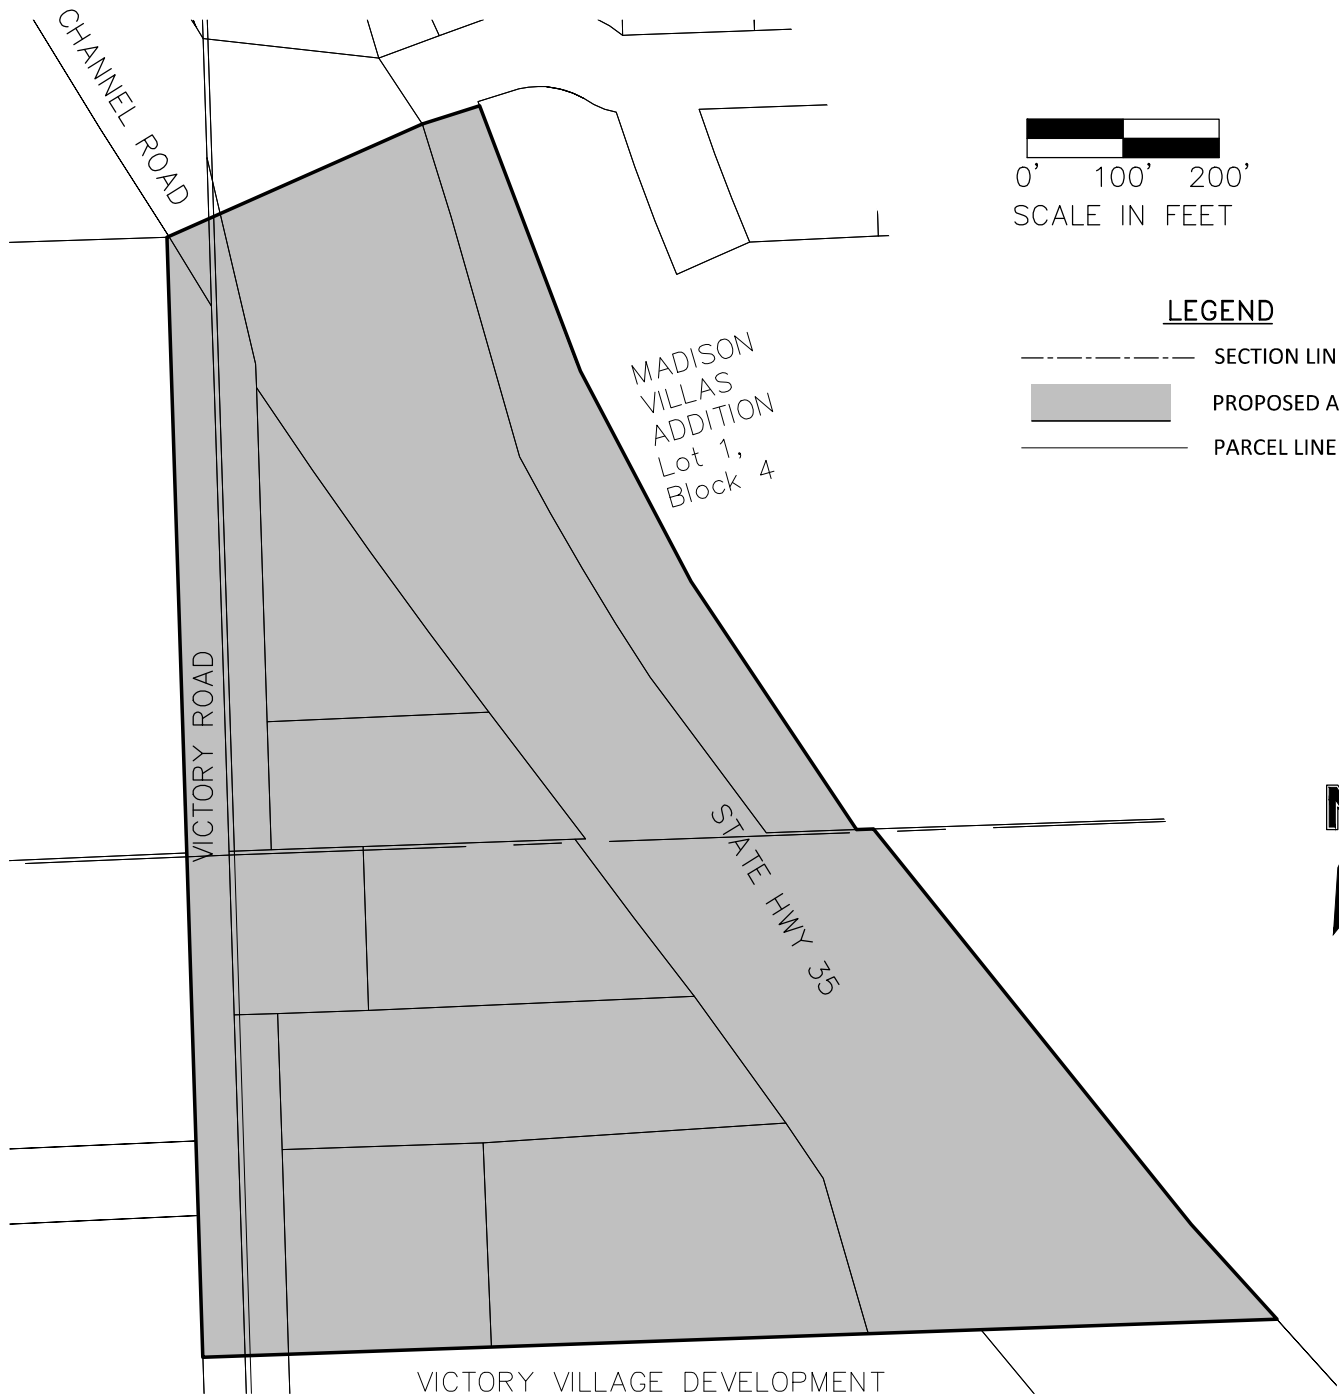 CHANNEL ROAD
0' 100' 200'
SCALE IN FEET
LEGEND
SECTION LIN
PROPOSED A
PARCEL LINE
MADISON
VILLAS
ADDITION
Lot 1,
Block 4
VICTORY ROAD
STATE HWY 35
VICTORY VILLAGE DEVELOPMENT